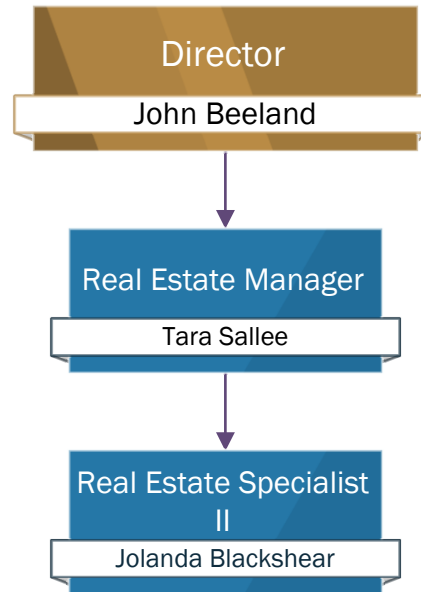 Director
John Beeland
Real Estate Manager
Tara Sallee
Real Estate Specialist
II
Jolanda Blackshear